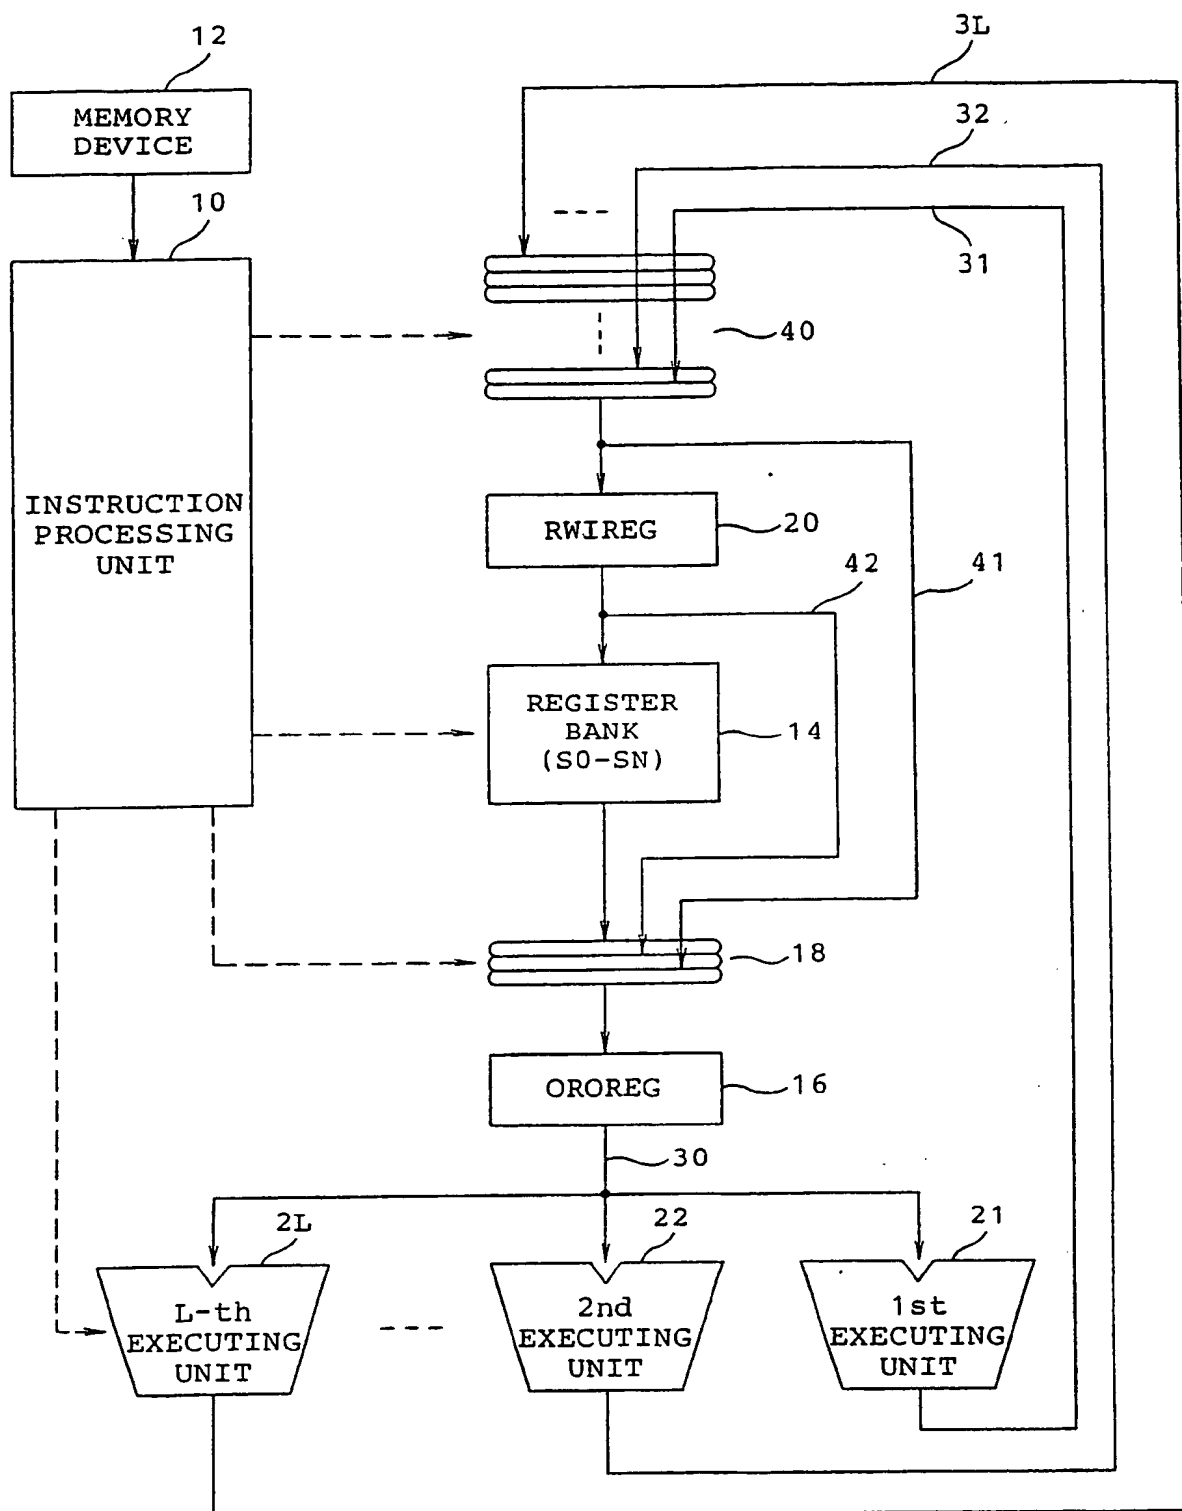 3L
12
32
MEMORY
DEVICE
10
31
40
INSTRUCTION
PROCESSING
UNIT
RWIREG
20
42
41
REGISTER
BANK
(S0-SN)
14
18
OROREG
16
30
2L
22
21
L-th
EXECUTING
UNIT
2nd
EXECUTING
UNIT
1st
EXECUTING
UNIT